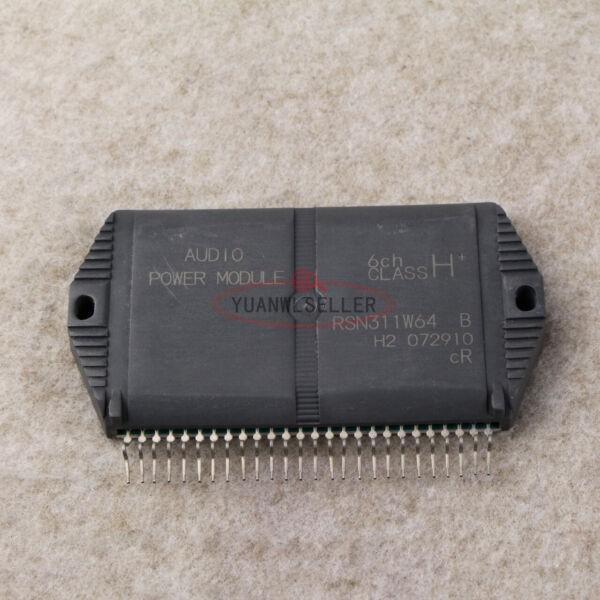 AUDIO
POWER MODULE
6ch
CLASS H+
RSN311W64 B
H2 072910
cR
YUANWLSELLER